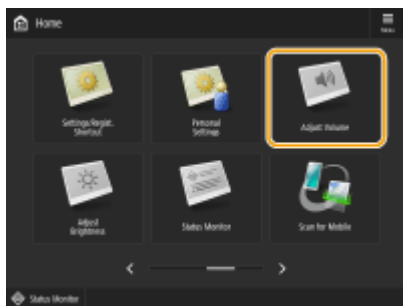 Home
Menu
Settings/Regist.
Shortcut
Personal
Settings
Adjust Volume
Adjust
Brightness
Status Monitor
Scan for Mobile
Status Monitor